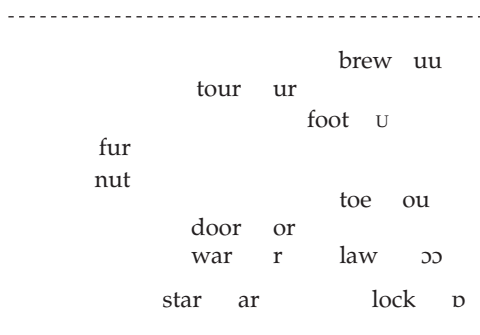 brew uu
tour ur
foot ᴜ
fur
nut
toe ou
door or
war r law ɔɔ
star ar lock ɒ